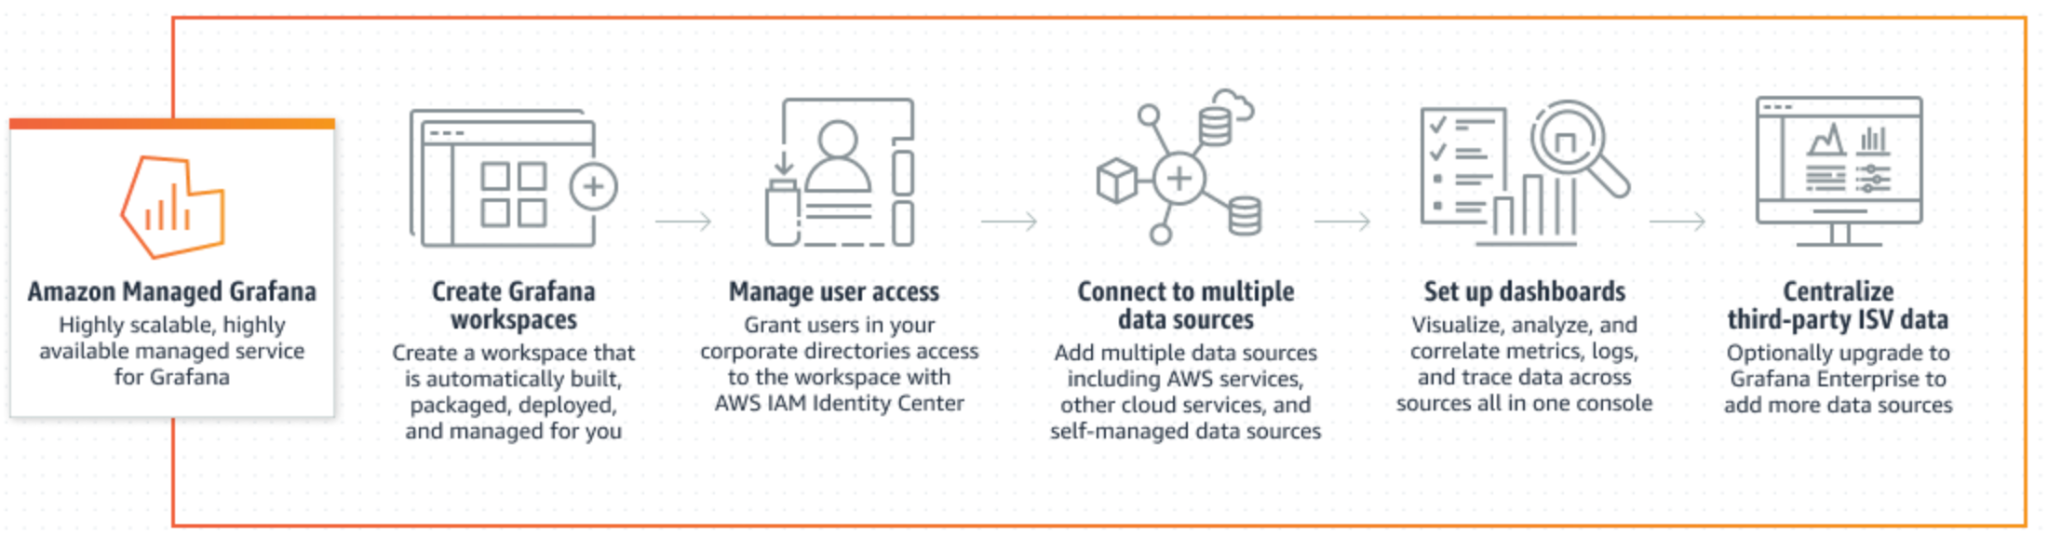 Amazon Managed Grafana
Highly scalable, highly
available managed service
for Grafana
Create Grafana
workspaces
Create a workspace that
is automatically built,
packaged, deployed,
and managed for you
Manage user access
Grant users in your
corporate directories access
to the workspace with
AWS IAM Identity Center
Connect to multiple
data sources
Add multiple data sources
including AWS services,
other cloud services, and
self-managed data sources
Set up dashboards
Visualize, analyze, and
correlate metrics, logs,
and trace data across
sources all in one console
Centralize
third-party ISV data
Optionally upgrade to
Grafana Enterprise to
add more data sources